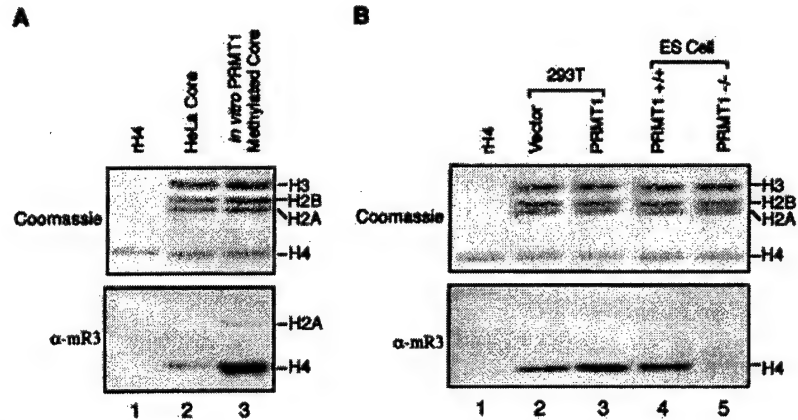 A
rH4
HeLa Core
in vitro PRMT1
Methylated Core
Coomassie
H3
H2B
H2A
H4
α-mR3
H2A
H4
1 2 3
B
ES Cell
293T
rH4
Vector
PRMT1
PRMT1 +/+
PRMT1 -/-
Coomassie
H3
H2B
H2A
H4
α-mR3
H4
1 2 3 4 5